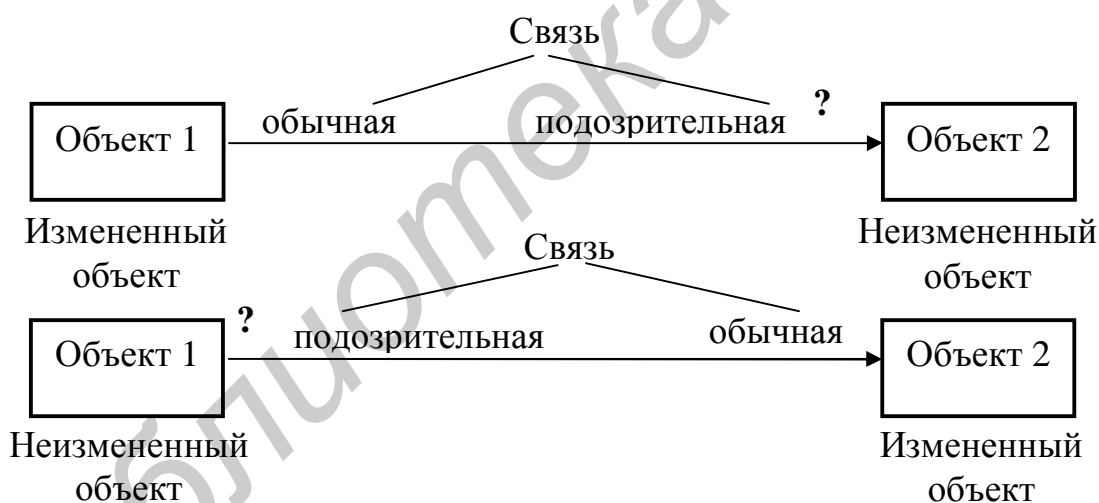 Связь
обычная подозрительная ?
Объект 1 Объект 2
Измененный объект
Неизмененный объект
Связь
? подозрительная обычная
Объект 1 Объект 2
Неизмененный объект
Измененный объект
блиотека